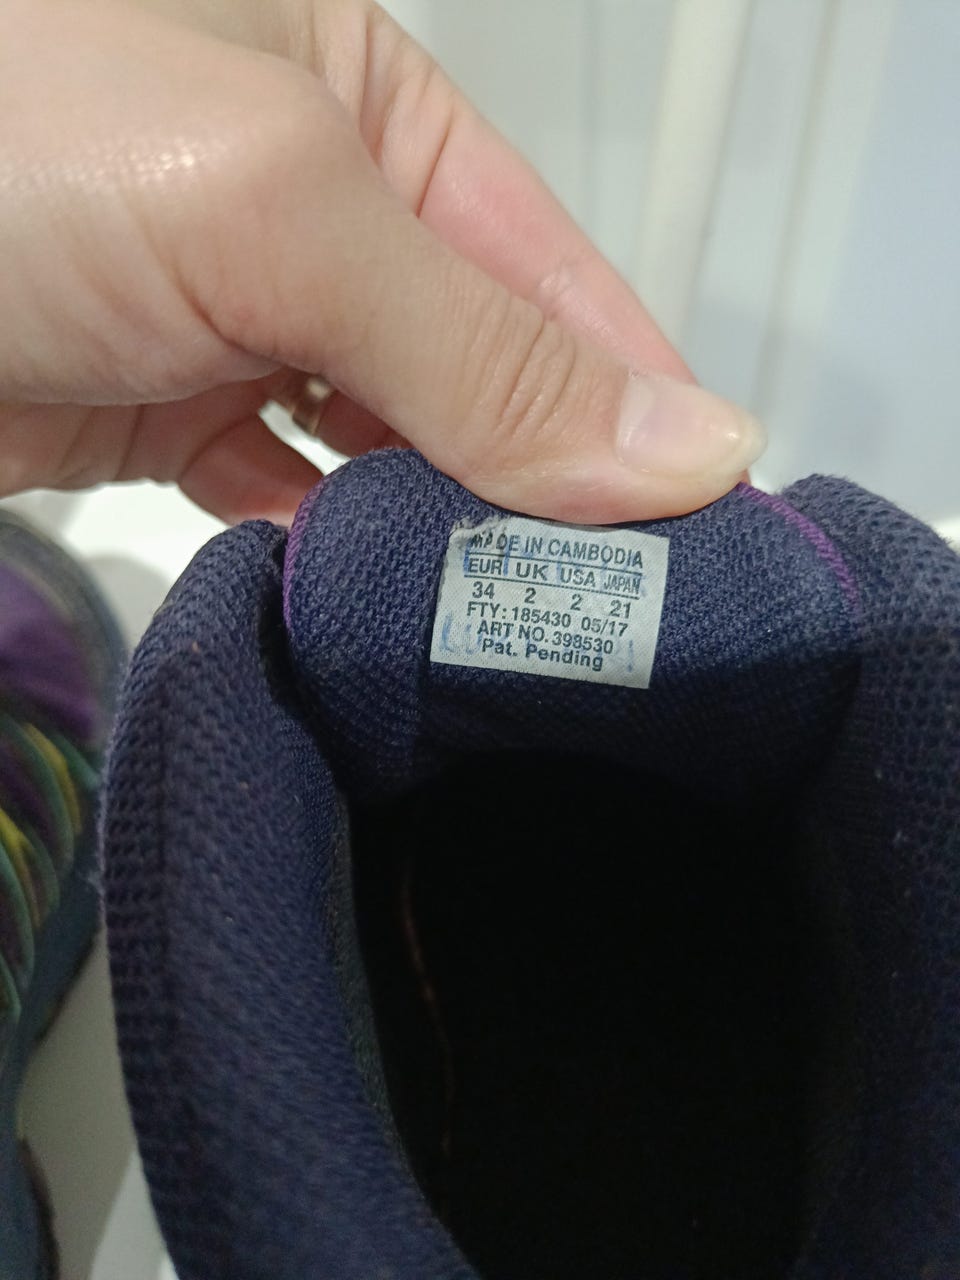 MADE IN CAMBODIA
EUR UK USA JAPAN
34 2 2 21
FTY: 185430 05/17
ART NO. 398530
Pat. Pending